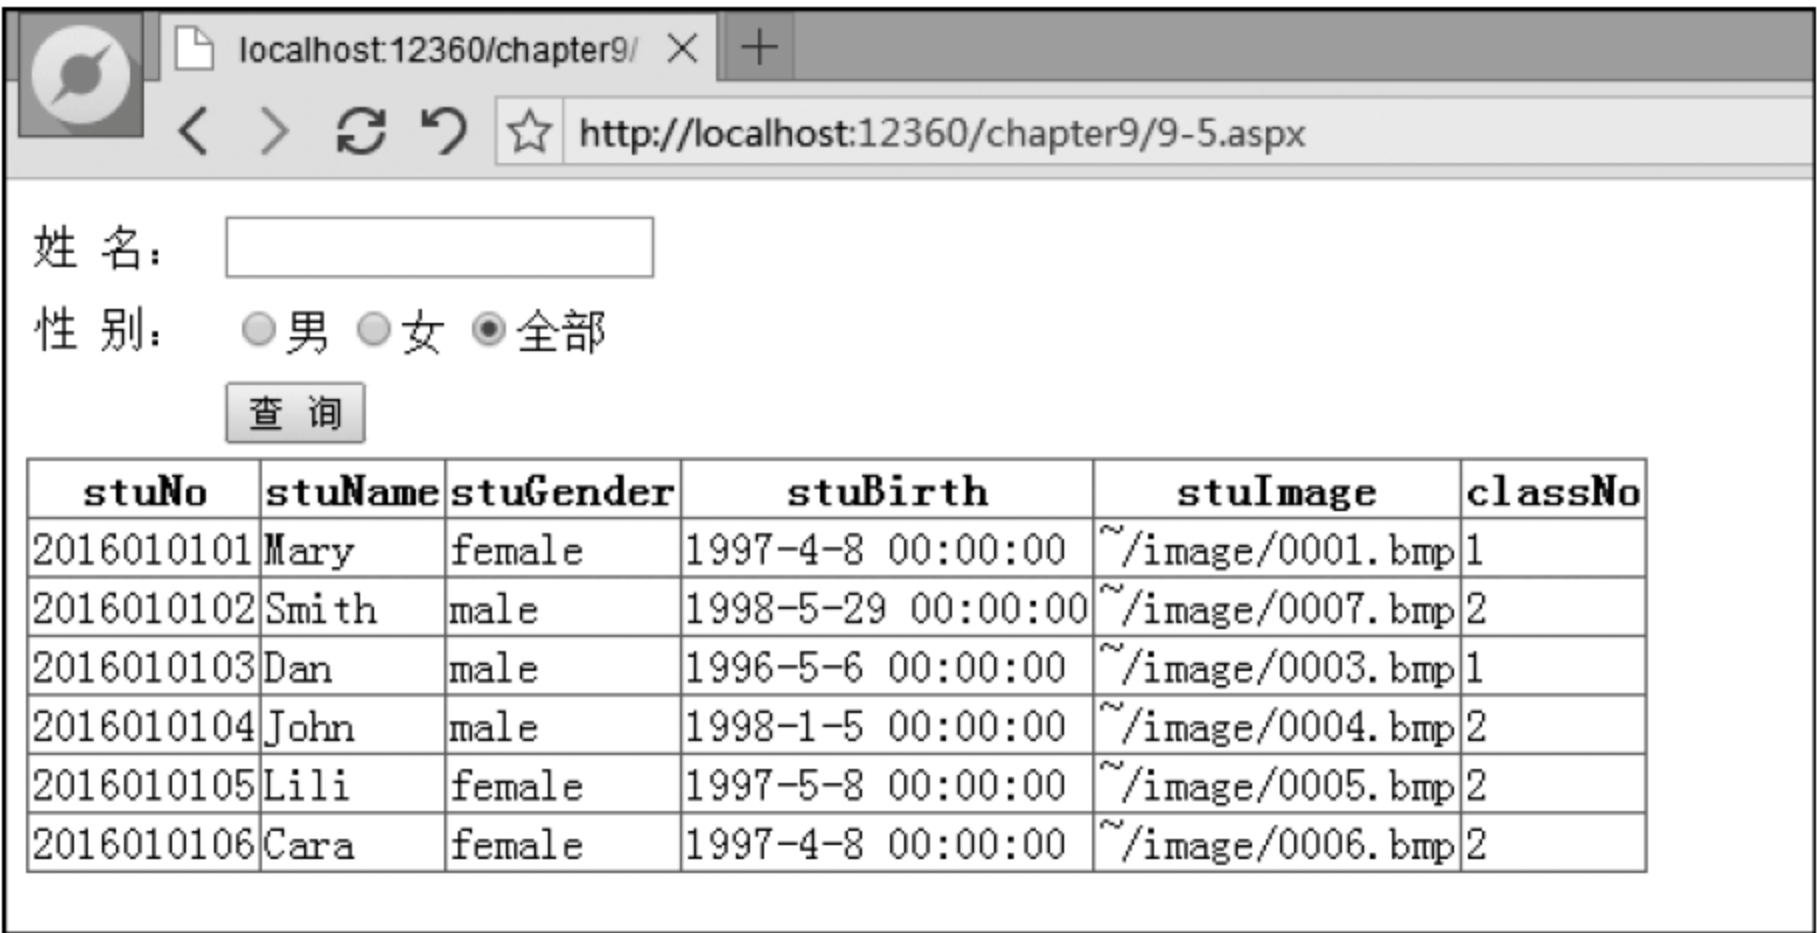 localhost:12360/chapter9/
http://localhost:12360/chapter9/9-5.aspx
姓 名：
性 别： 男 女 全部
查 询
stuNo stuName stuGender stuBirth stuImage classNo
2016010101 Mary female 1997-4-8 00:00:00 ~/image/0001.bmp 1
2016010102 Smith male 1998-5-29 00:00:00 ~/image/0007.bmp 2
2016010103 Dan male 1996-5-6 00:00:00 ~/image/0003.bmp 1
2016010104 John male 1998-1-5 00:00:00 ~/image/0004.bmp 2
2016010105 Lili female 1997-5-8 00:00:00 ~/image/0005.bmp 2
2016010106 Cara female 1997-4-8 00:00:00 ~/image/0006.bmp 2